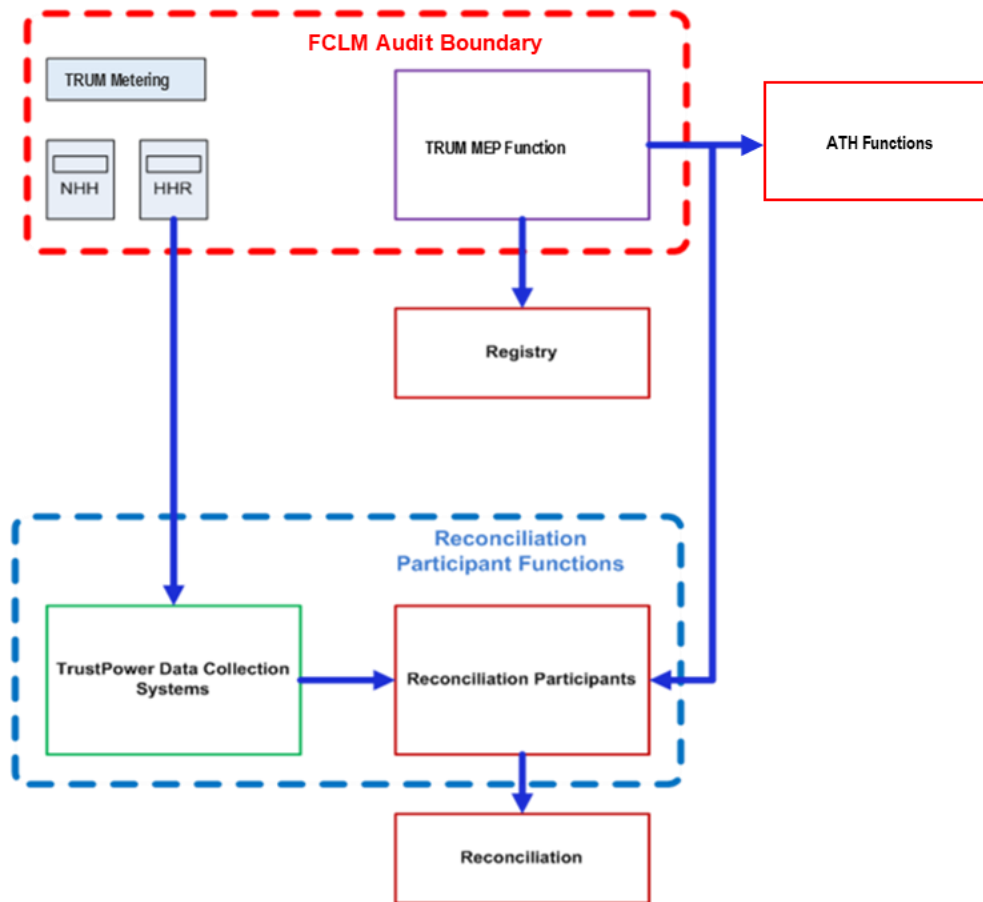 FCLM Audit Boundary
TRUM Metering
NHH
HHR
TRUM MEP Function
ATH Functions
Registry
Reconciliation
Participant Functions
TrustPower Data Collection
Systems
Reconciliation Participants
Reconciliation